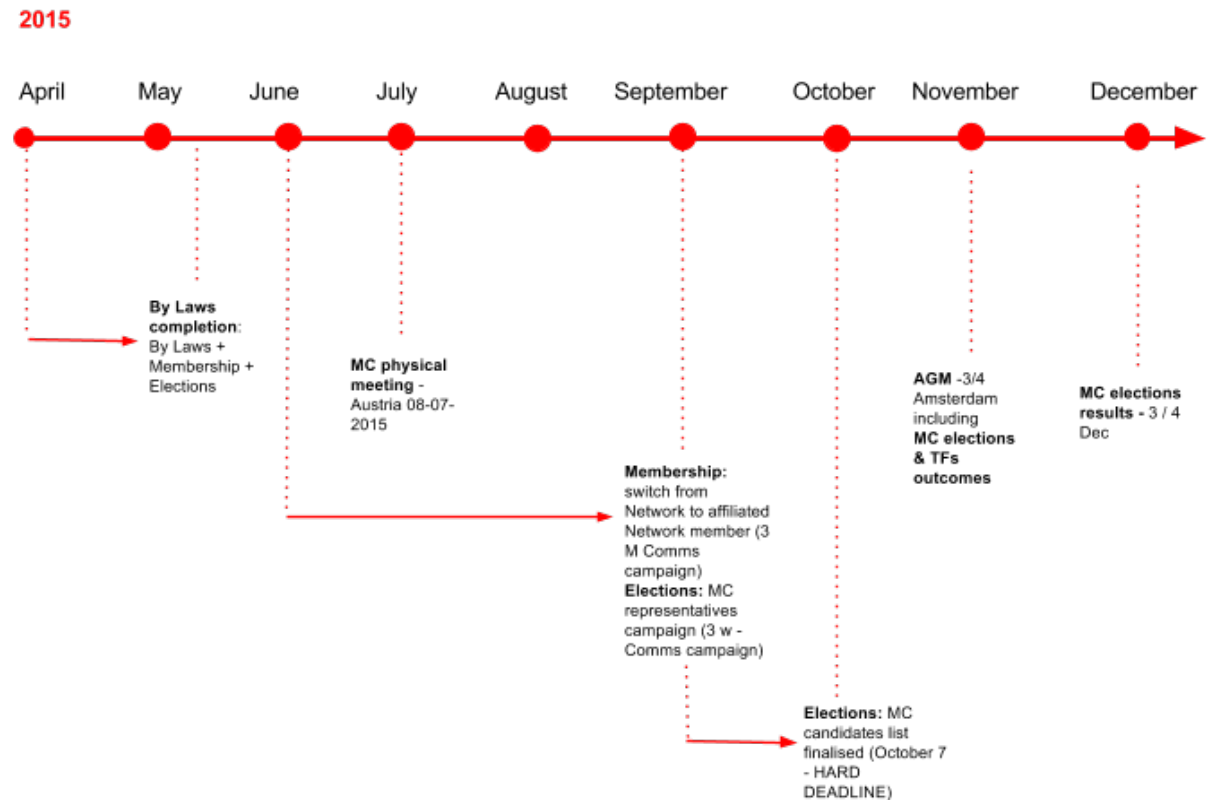 2015
April May June July August September October November December
By Laws
completion:
By Laws +
Membership +
Elections
MC physical
meeting -
Austria 08-07-
2015
Membership:
switch from
Network to affiliated
Network member (3
M Comms
campaign)
Elections: MC
representatives
campaign (3 w -
Comms campaign)
Elections: MC
candidates list
finalised (October 7
- HARD
DEADLINE)
AGM -3/4
Amsterdam
including
MC elections
& TFs
outcomes
MC elections
results - 3 / 4
Dec